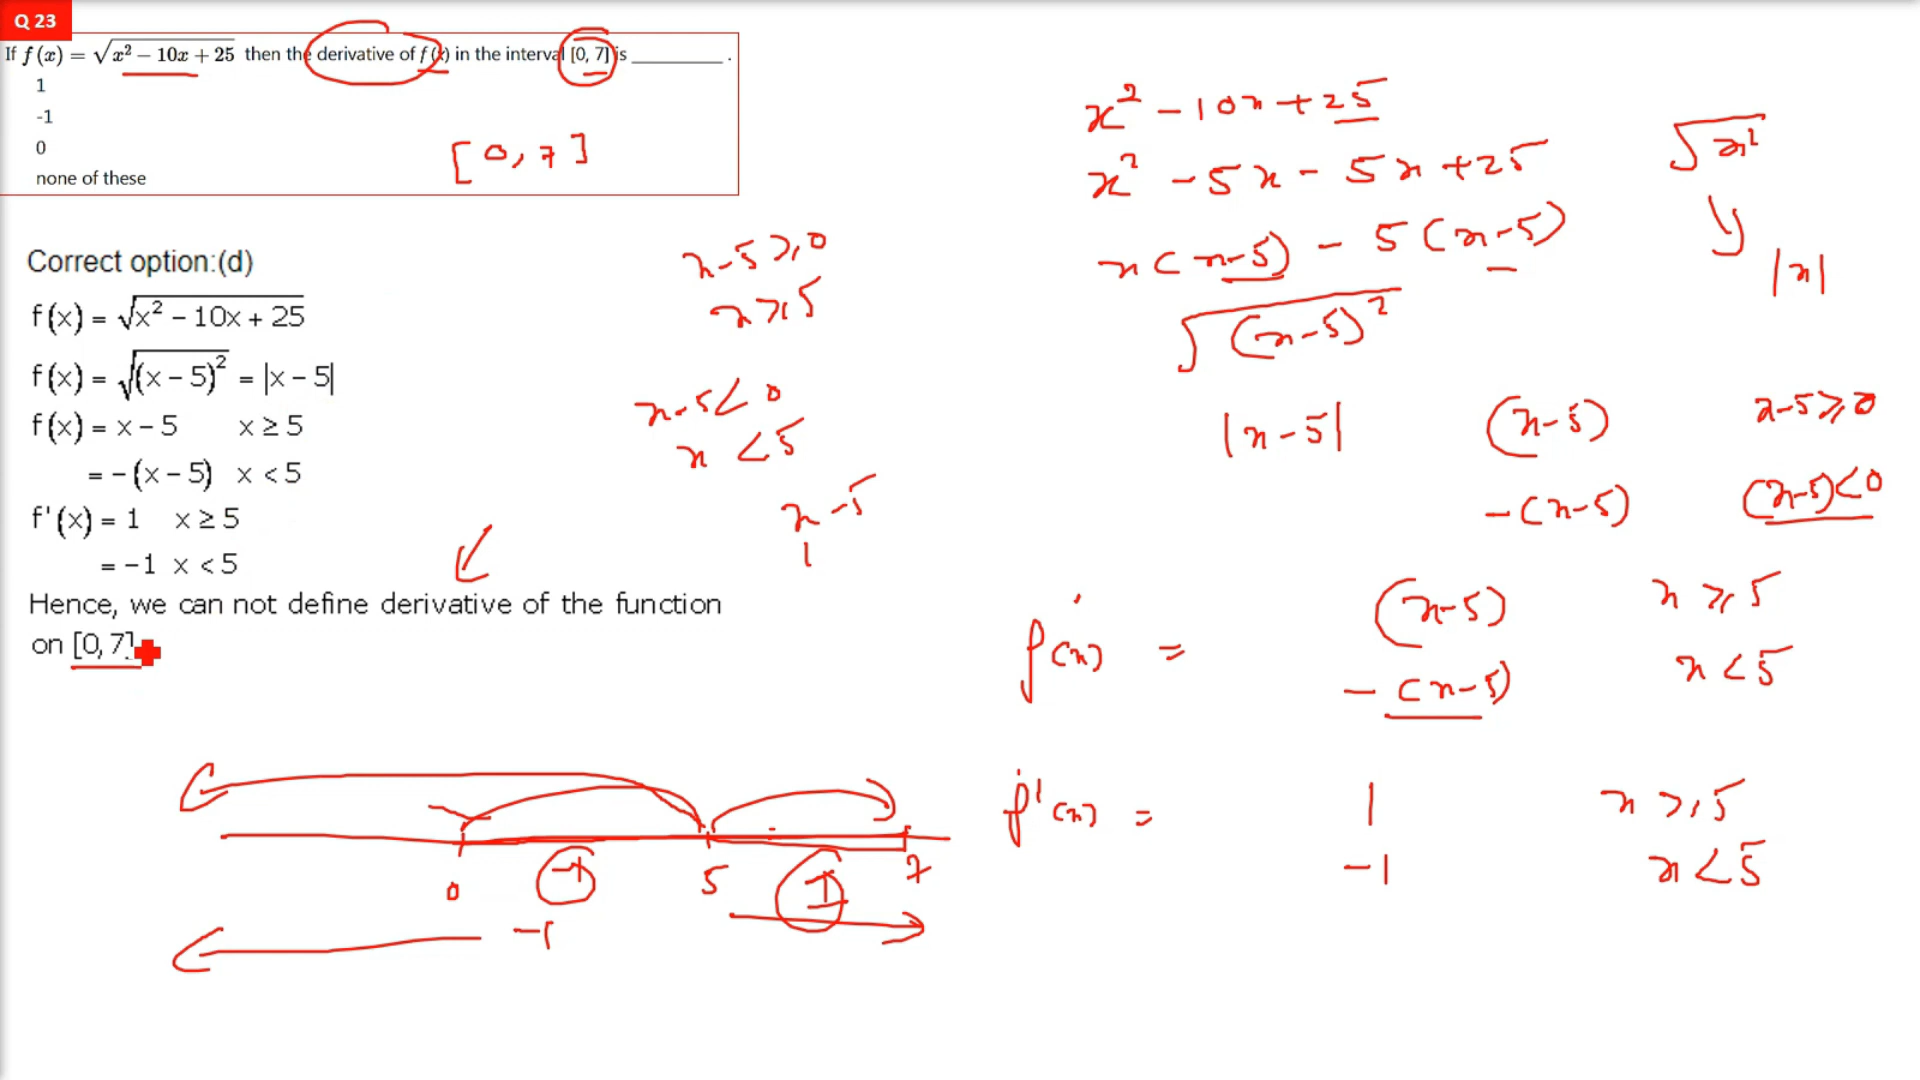 Q 23
If f (x) = √x² − 10x + 25 then the derivative of f (x) in the interval [0, 7] is __________ .
1
-1
0
none of these
[0, 7]
Correct option:(d)
f(x) = √x² − 10x + 25
f(x) = √(x − 5)² = |x − 5|
f(x) = x − 5 x ≥ 5
= −(x − 5) x < 5
f'(x) = 1 x ≥ 5
= −1 x < 5
Hence, we can not define derivative of the function
on [0, 7].
x-5 ≥ 0
x ≥ 5
x-5 < 0
x < 5
x-5
1
x² - 10x + 25
x² - 5x - 5x + 25
x(x-5) - 5(x-5)
√(x-5)²
√x²
|x|
|x-5| (x-5) x-5 ≥ 0
-(x-5) (x-5) < 0
f(x) = (x-5) x ≥ 5
-(x-5) x < 5
f'(x) = 1 x ≥ 5
-1 x < 5
0 -1 5 1 7
-1